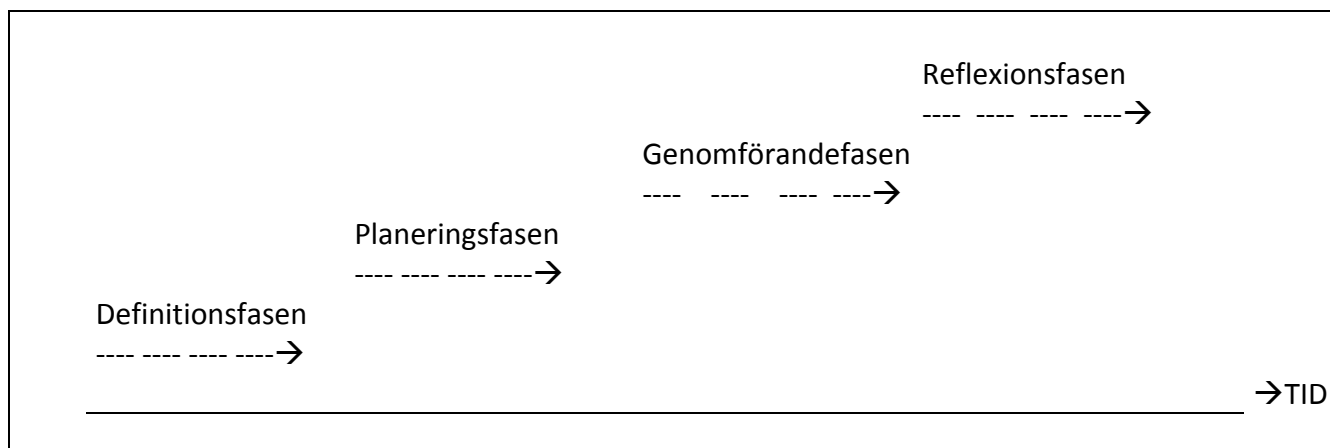 Reflexionsfasen
---- ---- ---- ----→
Genomförandefasen
---- ---- ---- ----→
Planeringsfasen
---- ---- ---- ----→
Definitionsfasen
---- ---- ---- ----→
→TID